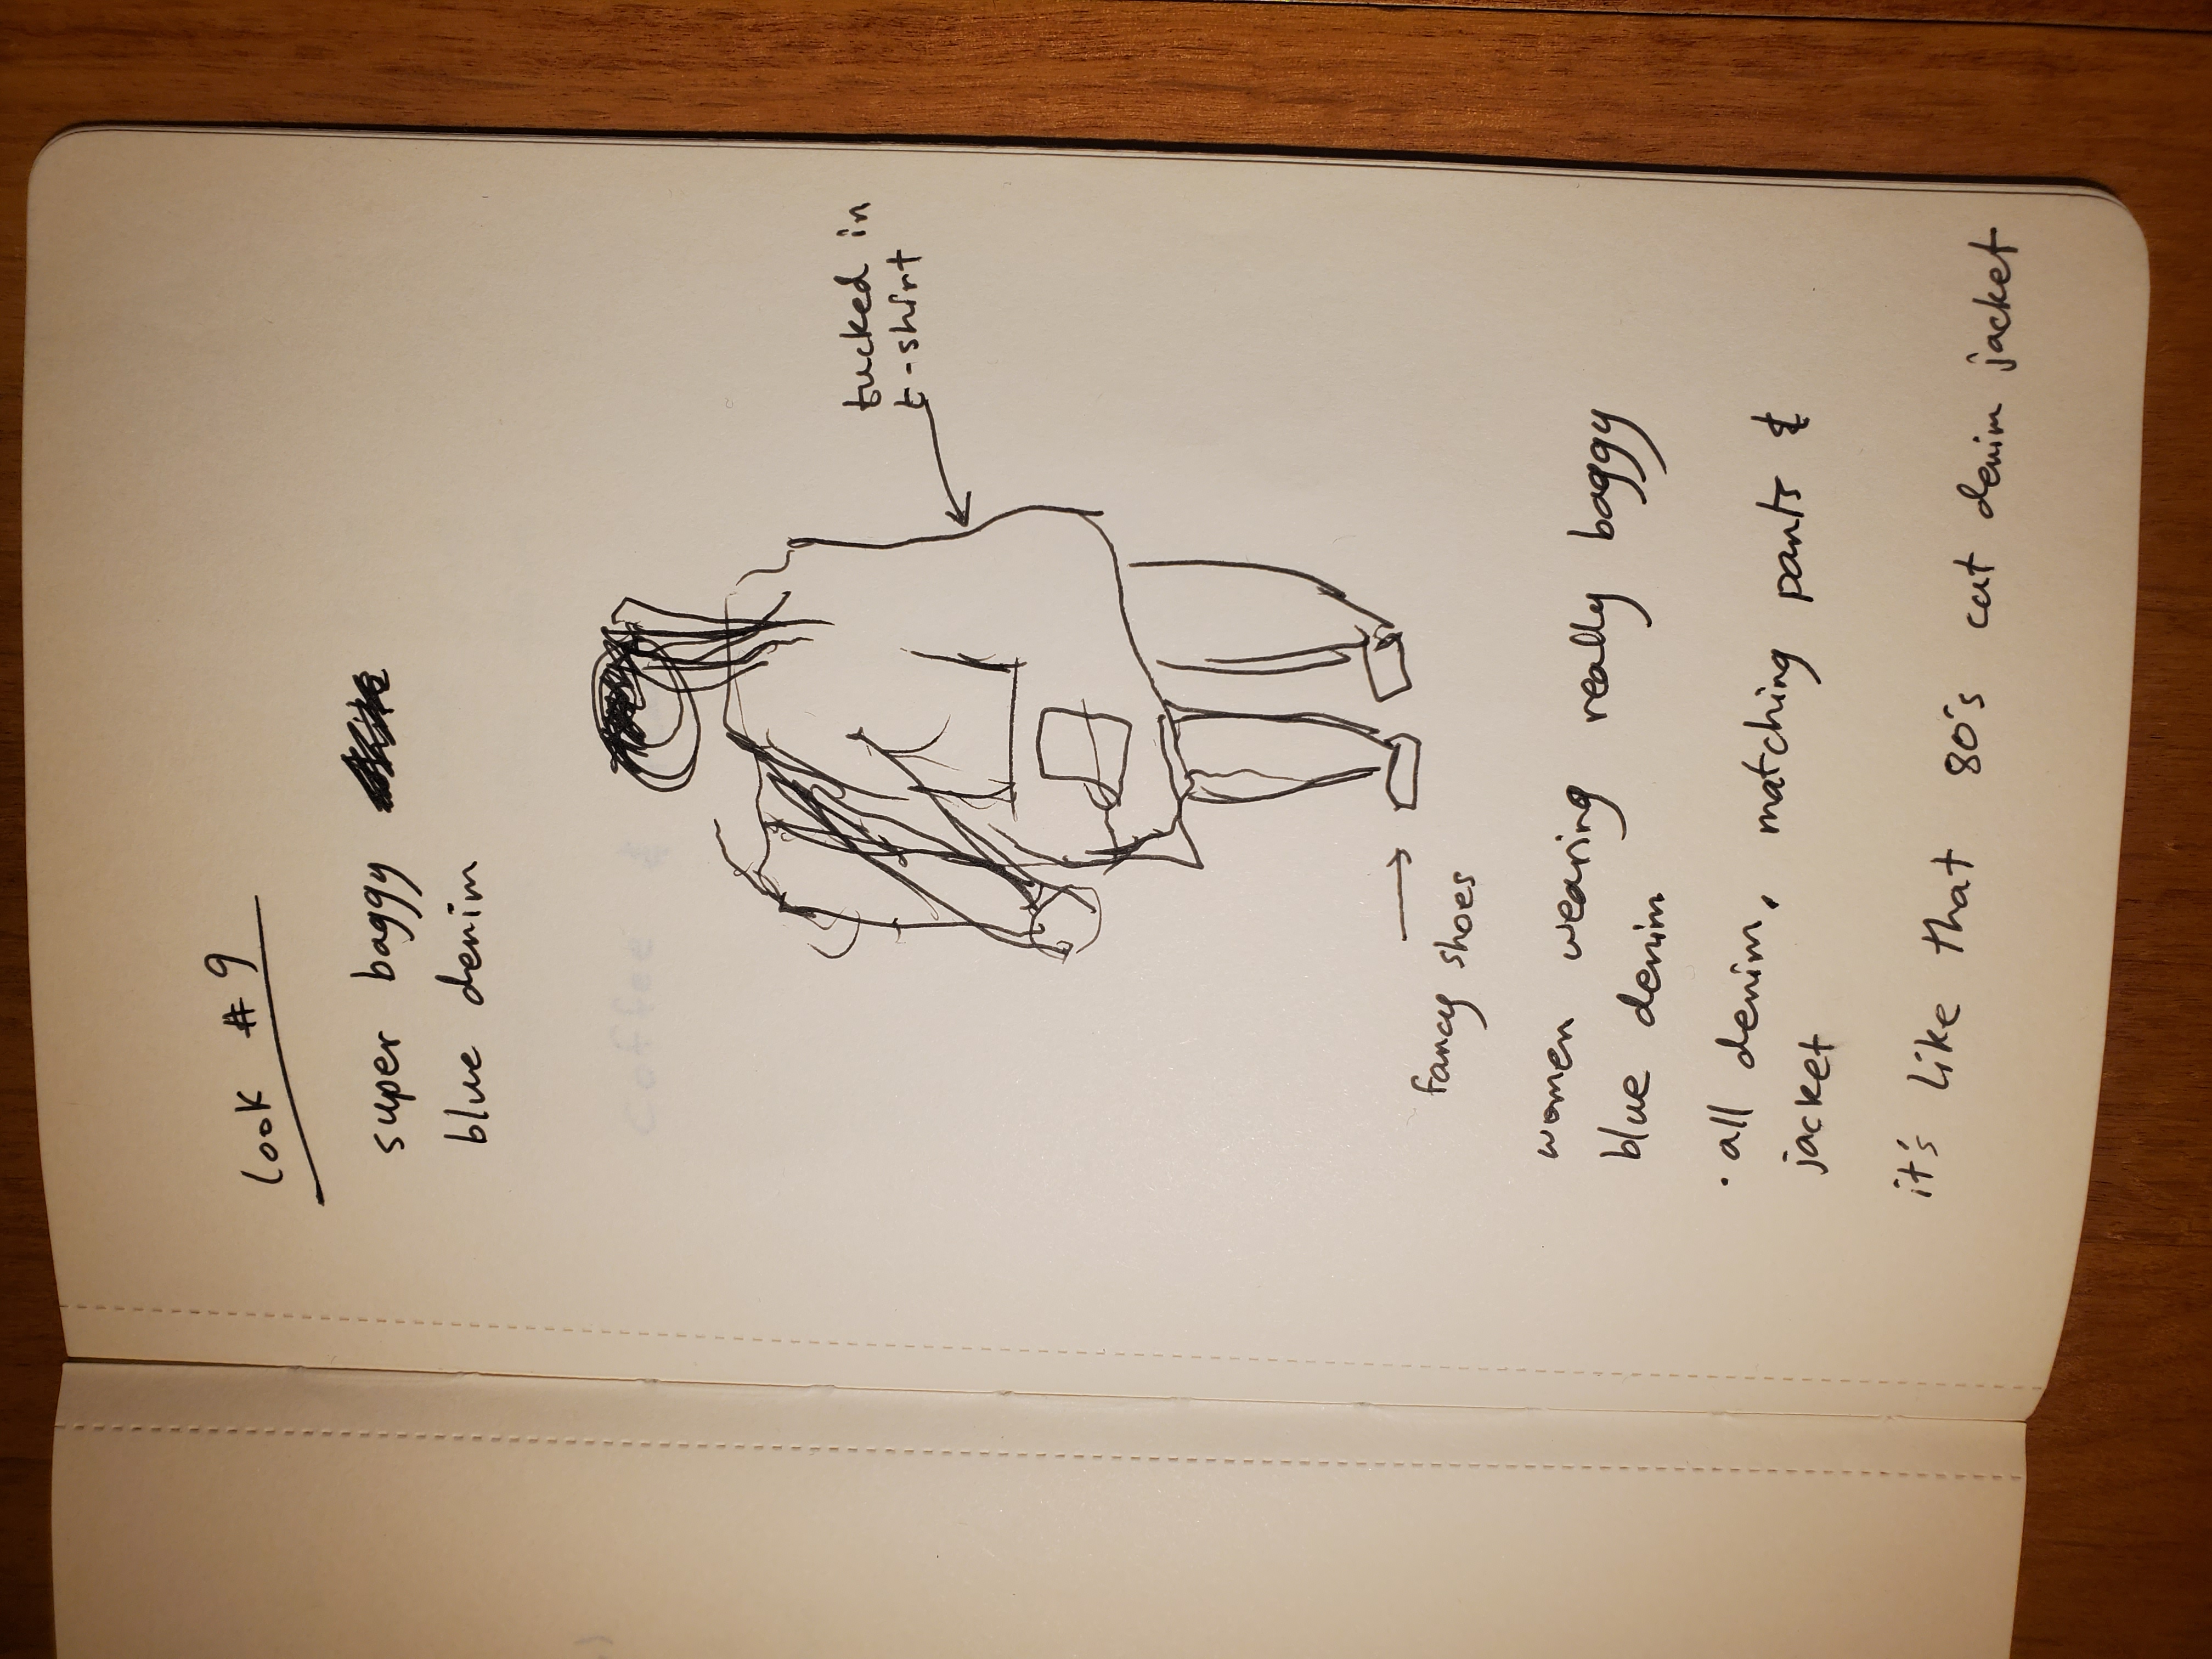 look #9
super baggy
blue denim
coffee &
tucked in
t-shirt
fancy shoes
women wearing really baggy
blue denim
· all denim, matching pants &
jacket
it's like that 80's cut denim jacket